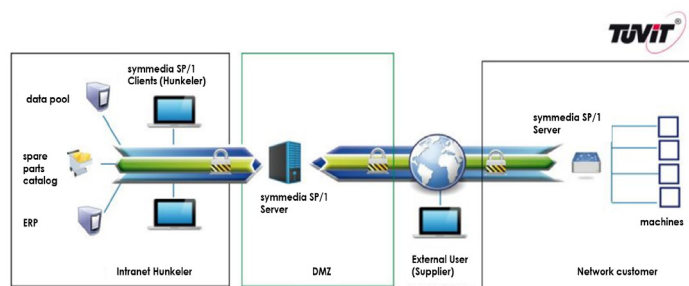 TÜViT®
symmedia SP/1
Clients (Hunkeler)
data pool
spare
parts
catalog
ERP
symmedia SP/1
Server
symmedia SP/1
Server
External User
(Supplier)
machines
Intranet Hunkeler
DMZ
Network customer